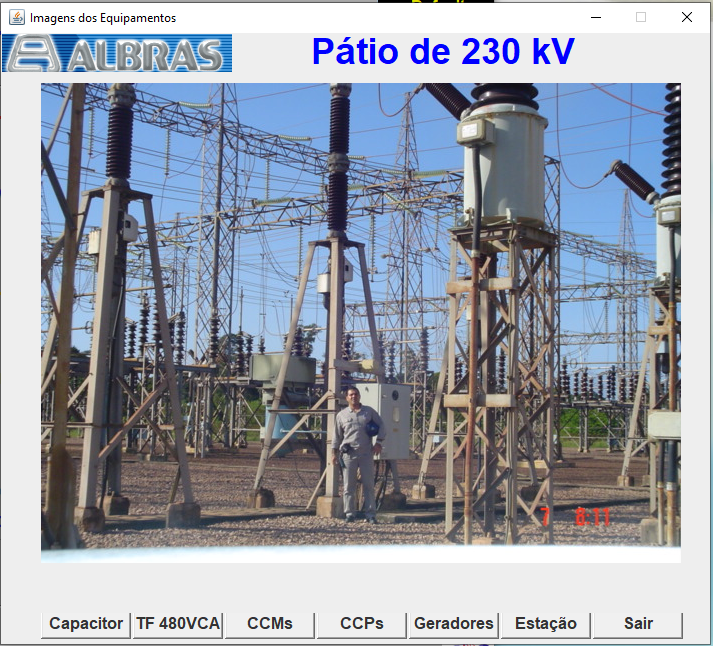 Imagens dos Equipamentos
ALBRAS
Pátio de 230 kV
7 8:11
Capacitor TF 480VCA CCMs CCPs Geradores Estação Sair